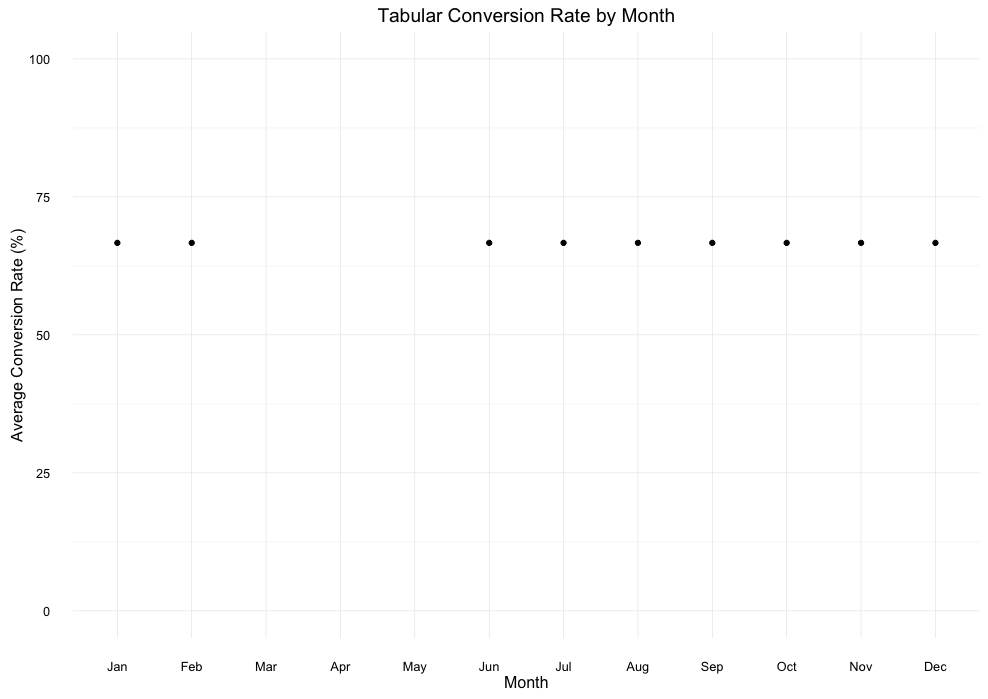 Tabular Conversion Rate by Month
Average Conversion Rate (%)
100
75
50
25
0
Jan Feb Mar Apr May Jun Jul Aug Sep Oct Nov Dec
Month